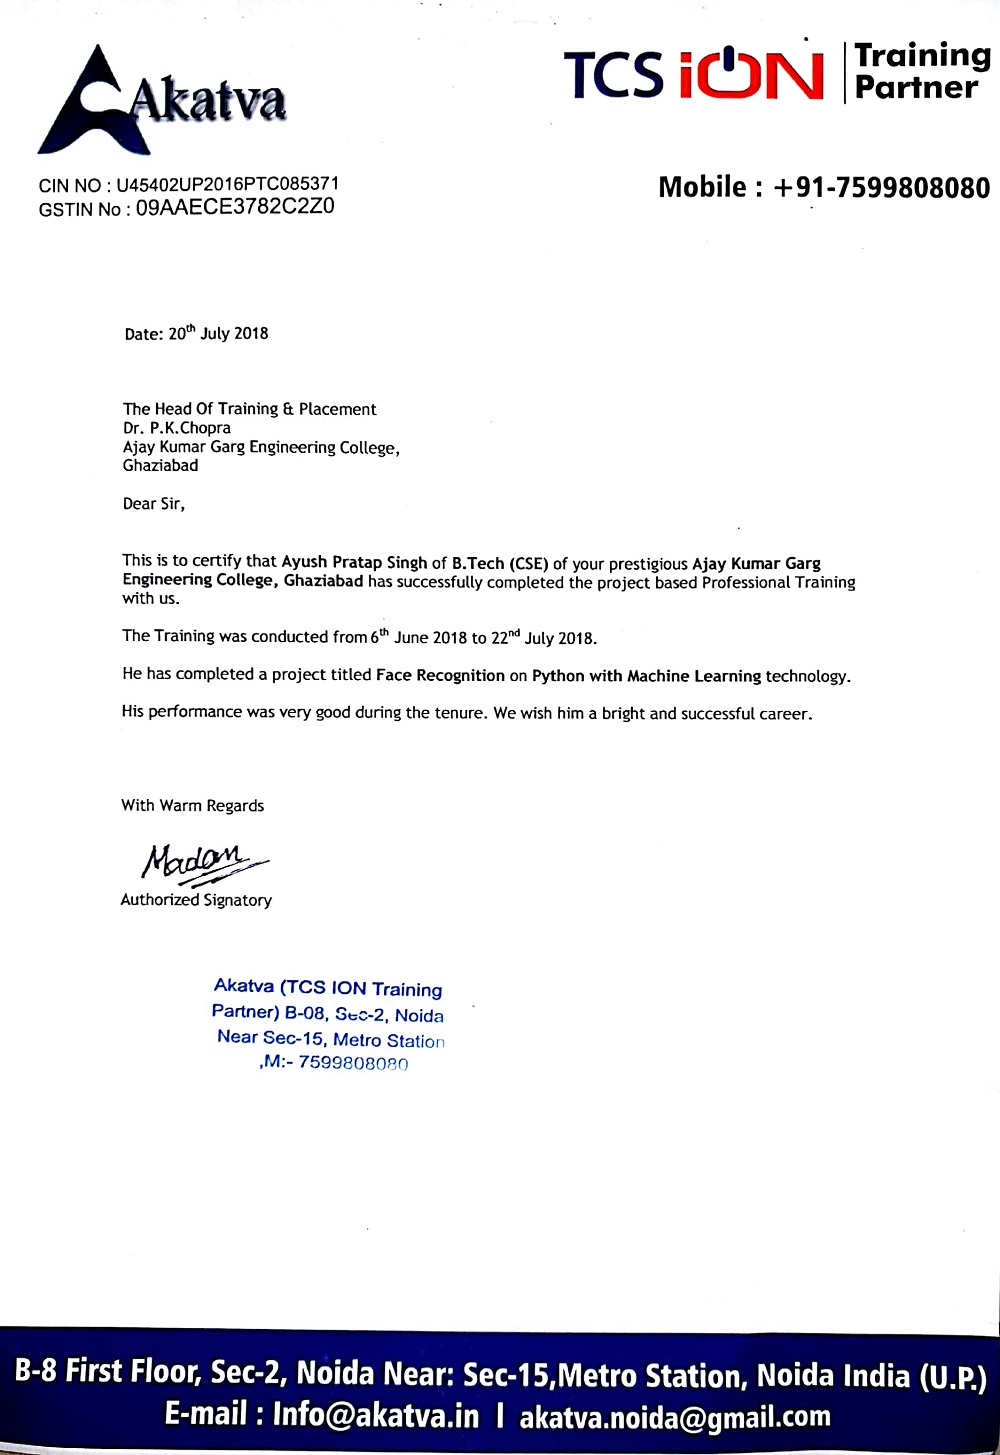 Akatva
TCS iON | Training Partner
CIN NO : U45402UP2016PTC085371
GSTIN No : 09AAECE3782C2Z0
Mobile : +91-7599808080
Date: 20th July 2018
The Head Of Training & Placement
Dr. P.K.Chopra
Ajay Kumar Garg Engineering College,
Ghaziabad
Dear Sir,
This is to certify that Ayush Pratap Singh of B.Tech (CSE) of your prestigious Ajay Kumar Garg
Engineering College, Ghaziabad has successfully completed the project based Professional Training
with us.
The Training was conducted from 6th June 2018 to 22nd July 2018.
He has completed a project titled Face Recognition on Python with Machine Learning technology.
His performance was very good during the tenure. We wish him a bright and successful career.
With Warm Regards
Madan
Authorized Signatory
Akatva (TCS ION Training
Partner) B-08, Sec-2, Noida
Near Sec-15, Metro Station
,M:- 7599808080
B-8 First Floor, Sec-2, Noida Near: Sec-15,Metro Station, Noida India (U.P.)
E-mail : Info@akatva.in I akatva.noida@gmail.com